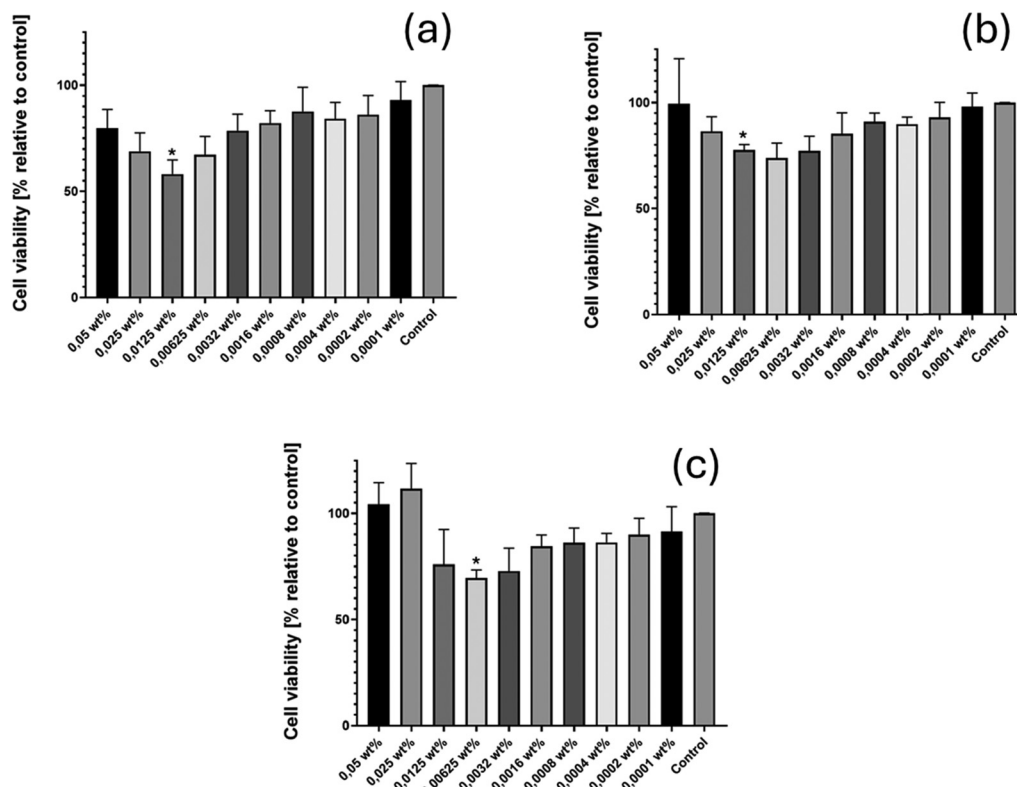 (a)
Cell viability [% relative to control]
100
50
0
0,05 wt%
0,025 wt%
0,0125 wt%
0,00625 wt%
0,0032 wt%
0,0016 wt%
0,0008 wt%
0,0004 wt%
0,0002 wt%
0,0001 wt%
Control
*
(b)
Cell viability [% relative to control]
100
50
0
0,05 wt%
0,025 wt%
0,0125 wt%
0,00625 wt%
0,0032 wt%
0,0016 wt%
0,0008 wt%
0,0004 wt%
0,0002 wt%
0,0001 wt%
Control
*
(c)
Cell viability [% relative to control]
100
50
0
0,05 wt%
0,025 wt%
0,0125 wt%
0,00625 wt%
0,0032 wt%
0,0016 wt%
0,0008 wt%
0,0004 wt%
0,0002 wt%
0,0001 wt%
Control
*